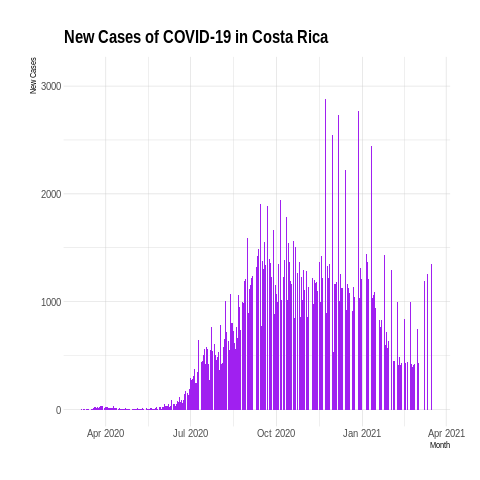 New Cases of COVID-19 in Costa Rica
New Cases
3000
2000
1000
0
Apr 2020 Jul 2020 Oct 2020 Jan 2021 Apr 2021
Month